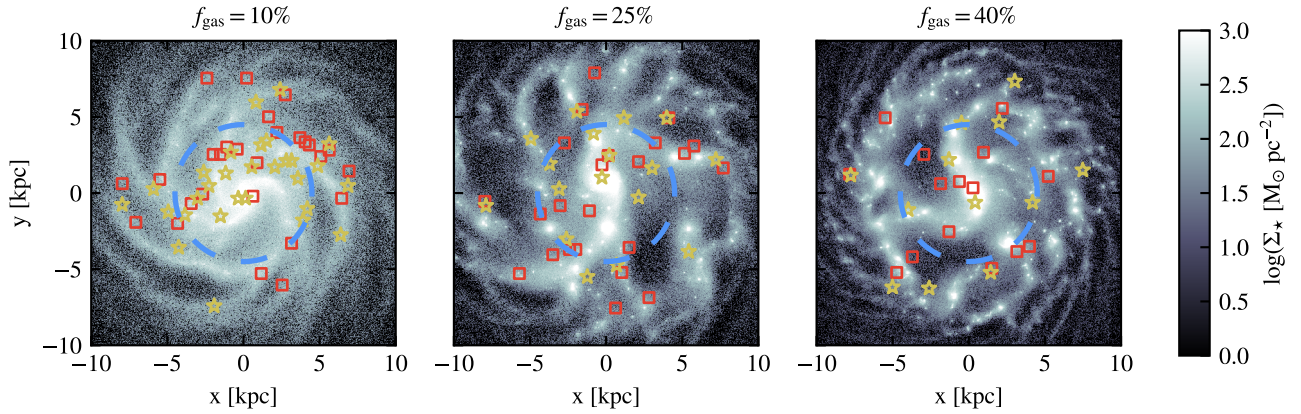 f_gas = 10%
f_gas = 25%
f_gas = 40%
10
5
0
−5
−10
y [kpc]
−10 −5 0 5 10
x [kpc]
−10 −5 0 5 10
x [kpc]
−10 −5 0 5 10
x [kpc]
3.0
2.5
2.0
1.5
1.0
0.5
0.0
log(Σ⋆ [M⊙ pc⁻²])